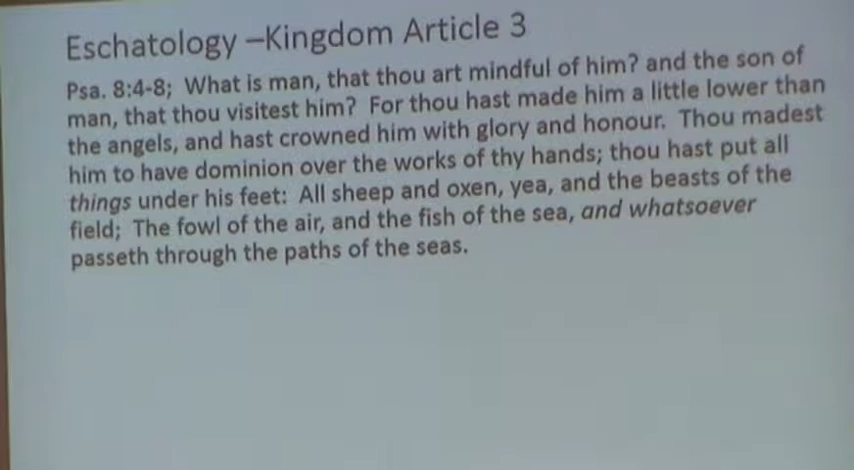 Eschatology –Kingdom Article 3
Psa. 8:4-8; What is man, that thou art mindful of him? and the son of
man, that thou visitest him? For thou hast made him a little lower than
the angels, and hast crowned him with glory and honour. Thou madest
him to have dominion over the works of thy hands; thou hast put all
things under his feet: All sheep and oxen, yea, and the beasts of the
field; The fowl of the air, and the fish of the sea, and whatsoever
passeth through the paths of the seas.